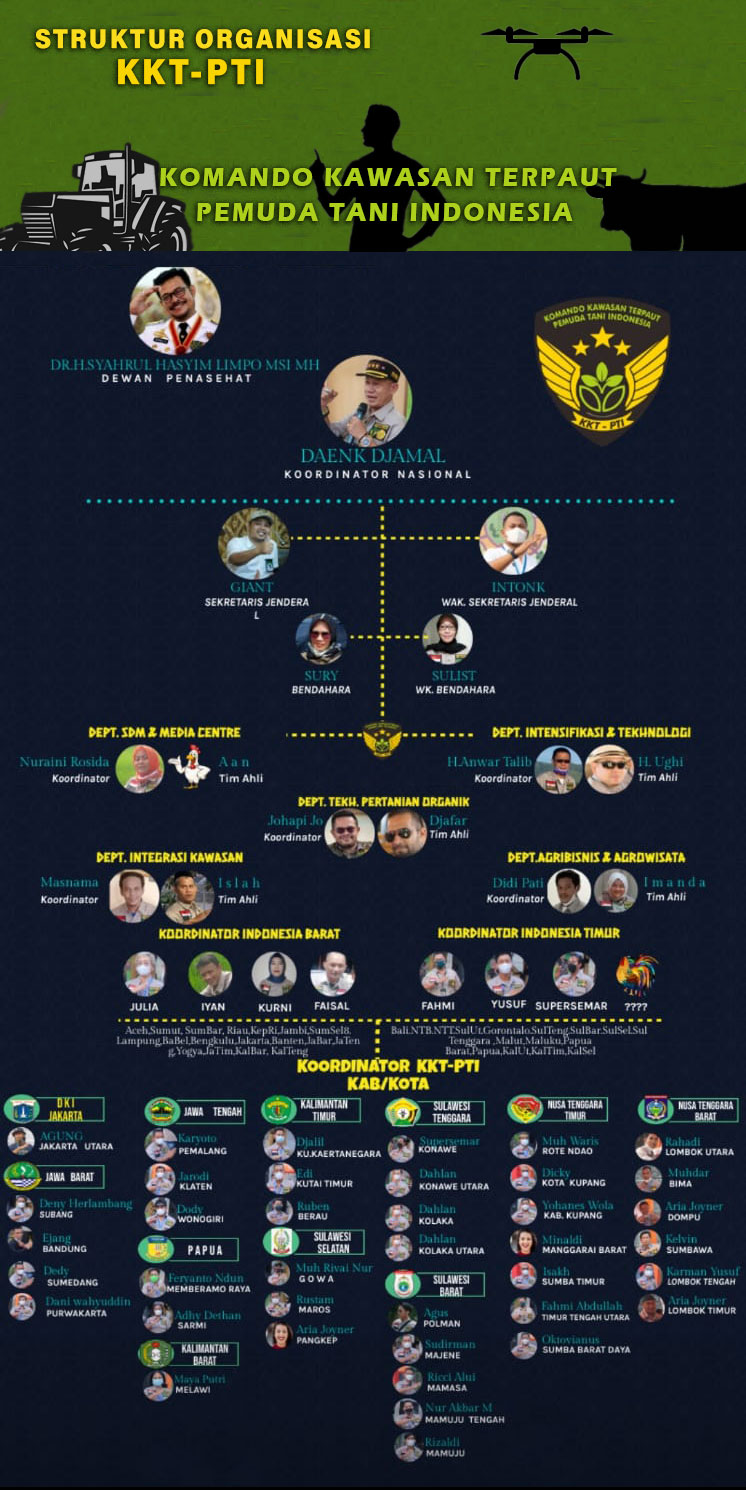 STRUKTUR ORGANISASI
KKT-PTI
KOMANDO KAWASAN TERPAUT
PEMUDA TANI INDONESIA
DR.H.SYAHRUL HASYIM LIMPO MSI MH
DEWAN PENASEHAT
KOMANDO KAWASAN TERPAUT
PEMUDA TANI INDONESIA
KKT - PTI
DAENK DJAMAL
KOORDINATOR NASIONAL
GIANT
SEKRETARIS JENDERA
L
INTONK
WAK. SEKRETARIS JENDERAL
SURY
BENDAHARA
SULIST
WK. BENDAHARA
DEPT. SDM & MEDIA CENTRE
Nuraini Rosida
Koordinator
A a n
Tim Ahli
DEPT. INTENSIFIKASI & TEKHNOLOGI
H.Anwar Talib
Koordinator
H. Ughi
Tim Ahli
DEPT. TEKH. PERTANIAN ORGANIK
Johapi Jo
Koordinator
Djafar
Tim Ahli
DEPT. INTEGRASI KAWASAN
Masnama
Koordinator
I s l a h
Tim Ahli
DEPT.AGRIBISNIS & AGROWISATA
Didi Pati
Koordinator
I m a n d a
Tim Ahli
KOORDINATOR INDONESIA BARAT
JULIA
IYAN
KURNI
FAISAL
Aceh,Sumut, SumBar, Riau,KepRi,Jambi,SumSel8.
Lampung,BaBel,Bengkulu,Jakarta,Banten,JaBar,JaTen
g,Yogya,JaTim,KalBar, KalTeng
KOORDINATOR INDONESIA TIMUR
FAHMI
YUSUF
SUPERSEMAR
????
Bali,NTB,NTT,SulUt,Gorontalo,SulTeng,SulBar,SulSel,Sul
Tenggara ,Malut,Maluku,Papua
Barat,Papua,KalUt,KalTim,KalSel
KOORDINATOR KKT-PTI
KAB/KOTA
D K I
JAKARTA
AGUNG
JAKARTA UTARA
JAWA BARAT
Deny Herlambang
SUBANG
Ejang
BANDUNG
Dedy
SUMEDANG
Dani wahyuddin
PURWAKARTA
JAWA TENGAH
Karyoto
PEMALANG
Jarodi
KLATEN
Dody
WONOGIRI
P A P U A
Feryanto Ndun
MEMBERAMO RAYA
Adhy Dethan
SARMI
KALIMANTAN
BARAT
Maya Putri
MELAWI
KALIMANTAN
TIMUR
Djalil
KU.KAERTANEGARA
Edi
KUTAI TIMUR
Ruben
BERAU
SULAWESI
SELATAN
Muh Rivai Nur
G O W A
Rustam
MAROS
Aria Joyner
PANGKEP
SULAWESI
TENGGARA
Supersemar
KONAWE
Dahlan
KONAWE UTARA
Dahlan
KOLAKA
Dahlan
KOLAKA UTARA
SULAWESI
BARAT
Agus
POLMAN
Sudirman
MAJENE
Ricci Alui
MAMASA
Nur Akbar M
MAMUJU TENGAH
Rizaldi
MAMUJU
NUSA TENGGARA
TIMUR
Muh Waris
ROTE NDAO
Dicky
KOTA KUPANG
Yohanes Wola
KAB. KUPANG
Minaldi
MANGGARAI BARAT
Isakh
SUMBA TIMUR
Fahmi Abdullah
TIMUR TENGAH UTARA
Oktovianus
SUMBA BARAT DAYA
NUSA TENGGARA
BARAT
Rahadi
LOMBOK UTARA
Muhdar
BIMA
Aria Joyner
DOMPU
Kelvin
SUMBAWA
Karman Yusuf
LOMBOK TENGAH
Aria Joyner
LOMBOK TIMUR